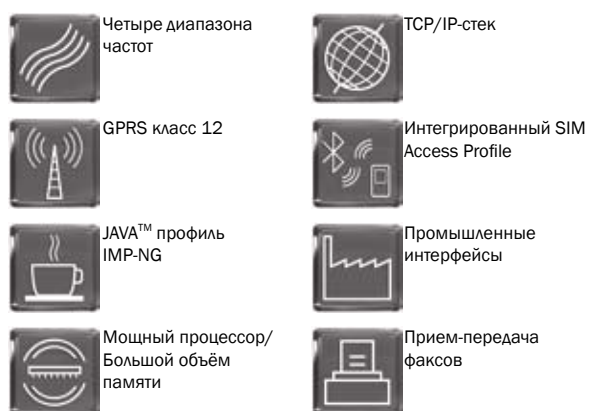 Четыре диапазона
частот
TCP/IP-стек
GPRS класс 12
Интегрированный SIM
Access Profile
JAVA™ профиль
IMP-NG
Промышленные
интерфейсы
Мощный процессор/
Большой объём
памяти
Прием-передача
факсов